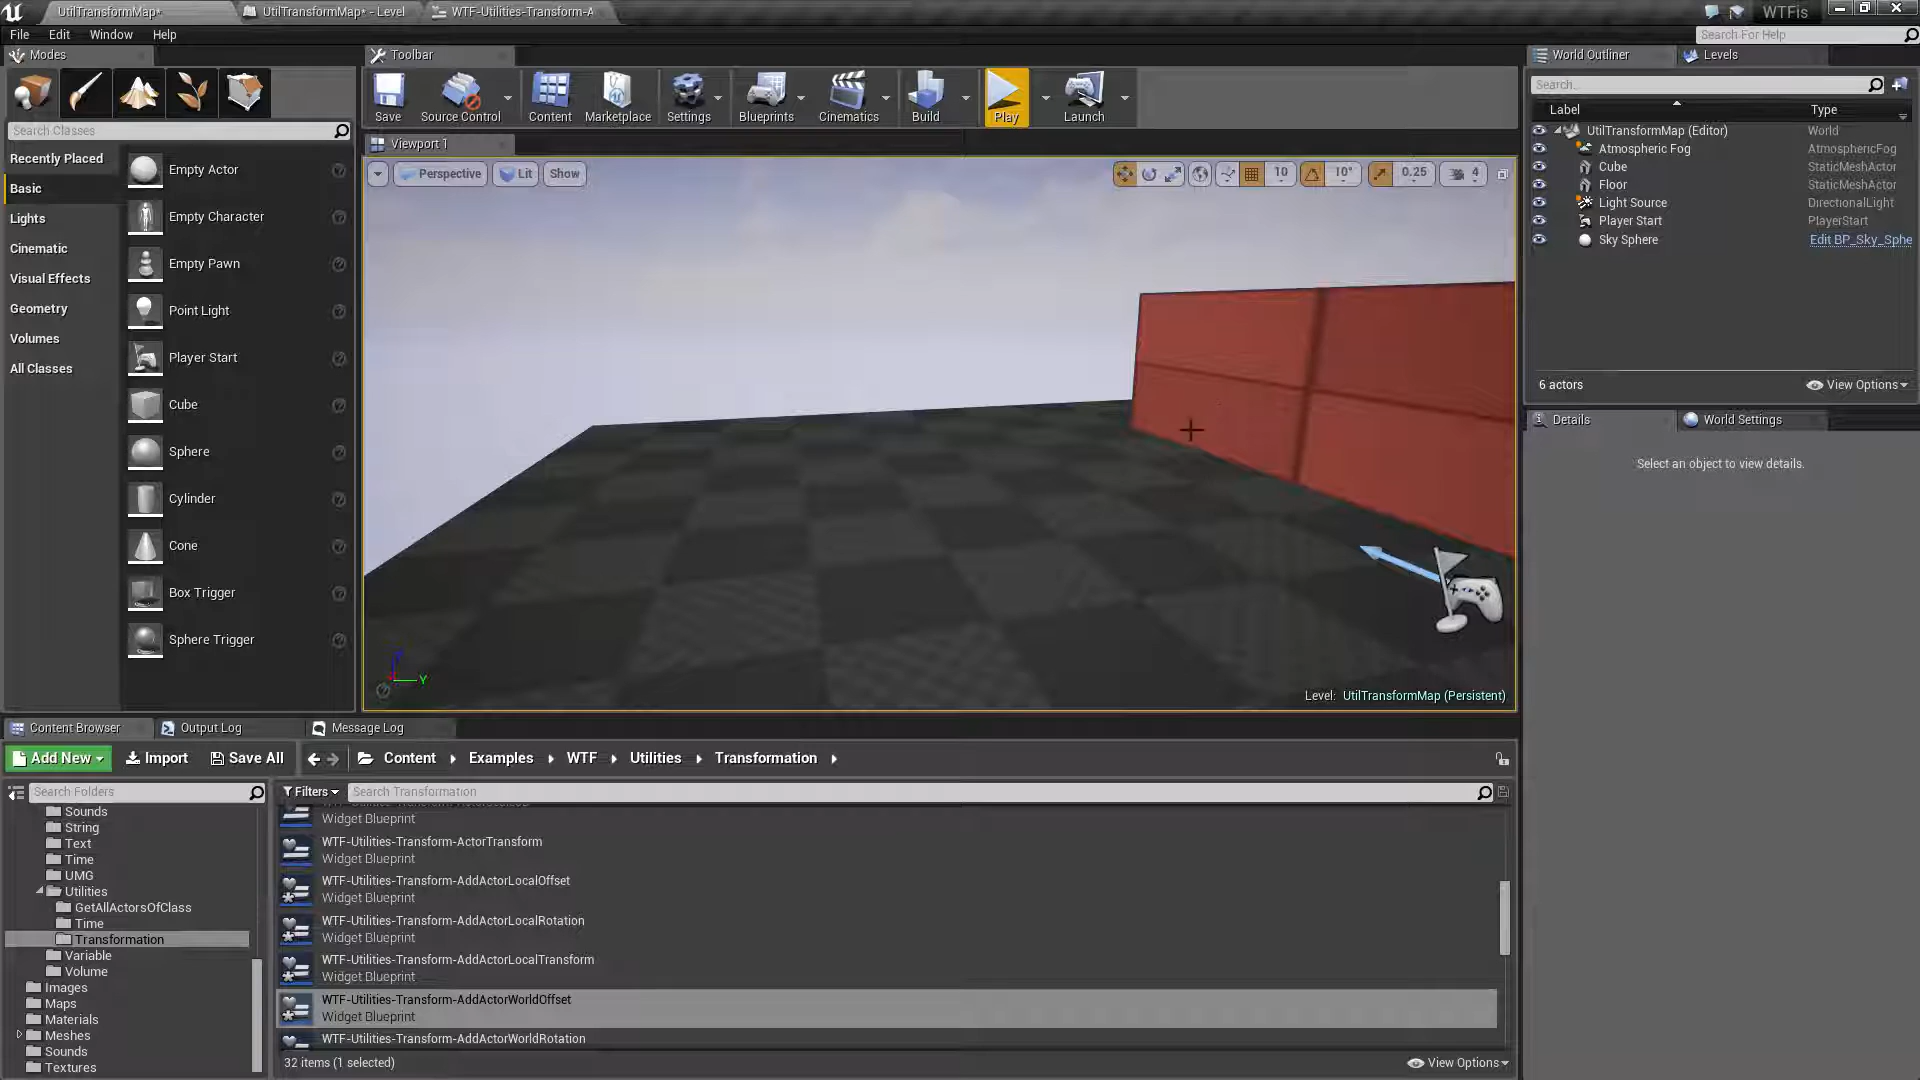 UtilTransformMap*
UtilTransformMap* - Level
WTF-Utilities-Transform-A
WTFis
File
Edit
Window
Help
Search For Help
Modes
Toolbar
World Outliner
Levels
Save
Source Control
Content
Marketplace
Settings
Blueprints
Cinematics
Build
Play
Launch
Search Classes
Recently Placed
Basic
Lights
Cinematic
Visual Effects
Geometry
Volumes
All Classes
Empty Actor
Empty Character
Empty Pawn
Point Light
Player Start
Cube
Sphere
Cylinder
Cone
Box Trigger
Sphere Trigger
Viewport 1
Perspective
Lit
Show
10
10°
0.25
4
Y
Level: UtilTransformMap (Persistent)
Search...
Label
Type
UtilTransformMap (Editor)
World
Atmospheric Fog
AtmosphericFog
Cube
StaticMeshActor
Floor
StaticMeshActor
Light Source
DirectionalLight
Player Start
PlayerStart
Sky Sphere
Edit BP_Sky_Sphe
6 actors
View Options
Details
World Settings
Select an object to view details.
Content Browser
Output Log
Message Log
Add New
Import
Save All
Content
Examples
WTF
Utilities
Transformation
Search Folders
Filters
Search Transformation
Sounds
String
Text
Time
UMG
Utilities
GetAllActorsOfClass
Time
Transformation
Variable
Volume
Images
Maps
Materials
Meshes
Sounds
Textures
Widget Blueprint
WTF-Utilities-Transform-ActorTransform
Widget Blueprint
WTF-Utilities-Transform-AddActorLocalOffset
Widget Blueprint
WTF-Utilities-Transform-AddActorLocalRotation
Widget Blueprint
WTF-Utilities-Transform-AddActorLocalTransform
Widget Blueprint
WTF-Utilities-Transform-AddActorWorldOffset
Widget Blueprint
WTF-Utilities-Transform-AddActorWorldRotation
32 items (1 selected)
View Options